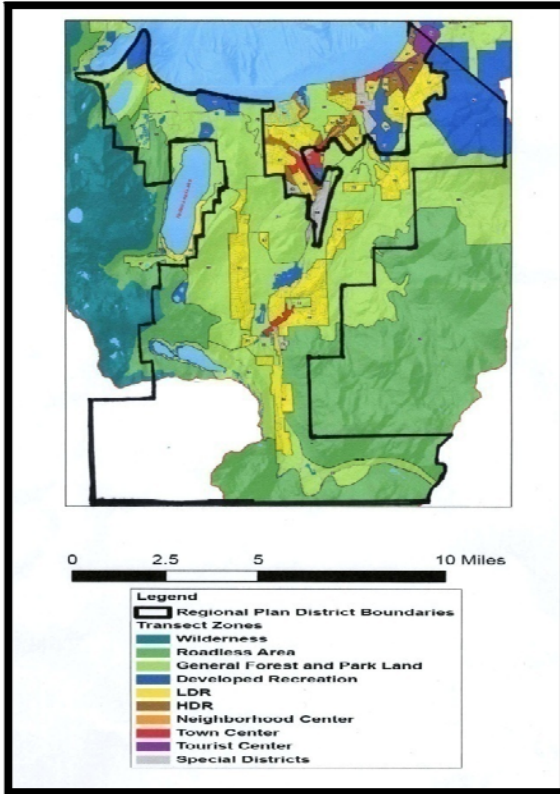 0 2.5 5 10 Miles
Legend
Regional Plan District Boundaries
Transect Zones
Wilderness
Roadless Area
General Forest and Park Land
Developed Recreation
LDR
HDR
Neighborhood Center
Town Center
Tourist Center
Special Districts